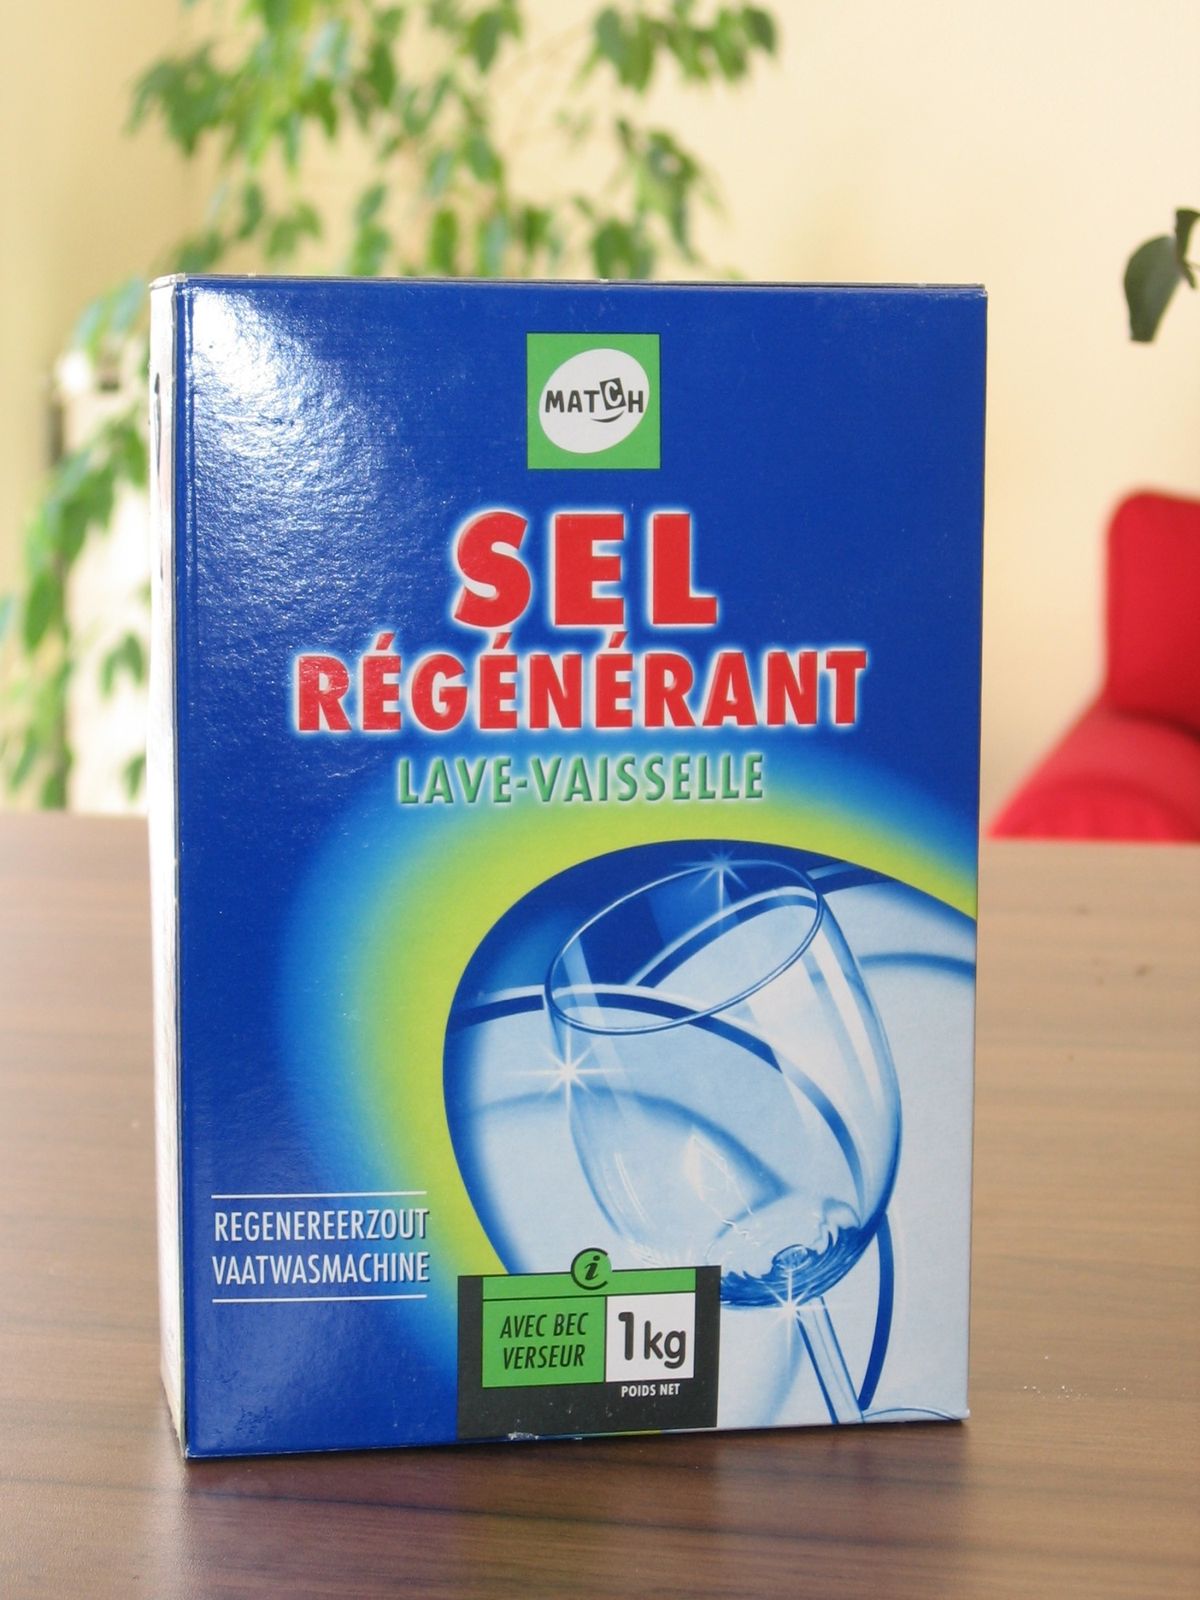 MATCH
SEL
RÉGÉNÉRANT
LAVE-VAISSELLE
REGENEREERZOUT
VAATWASMACHINE
i
AVEC BEC
VERSEUR
1kg
POIDS NET